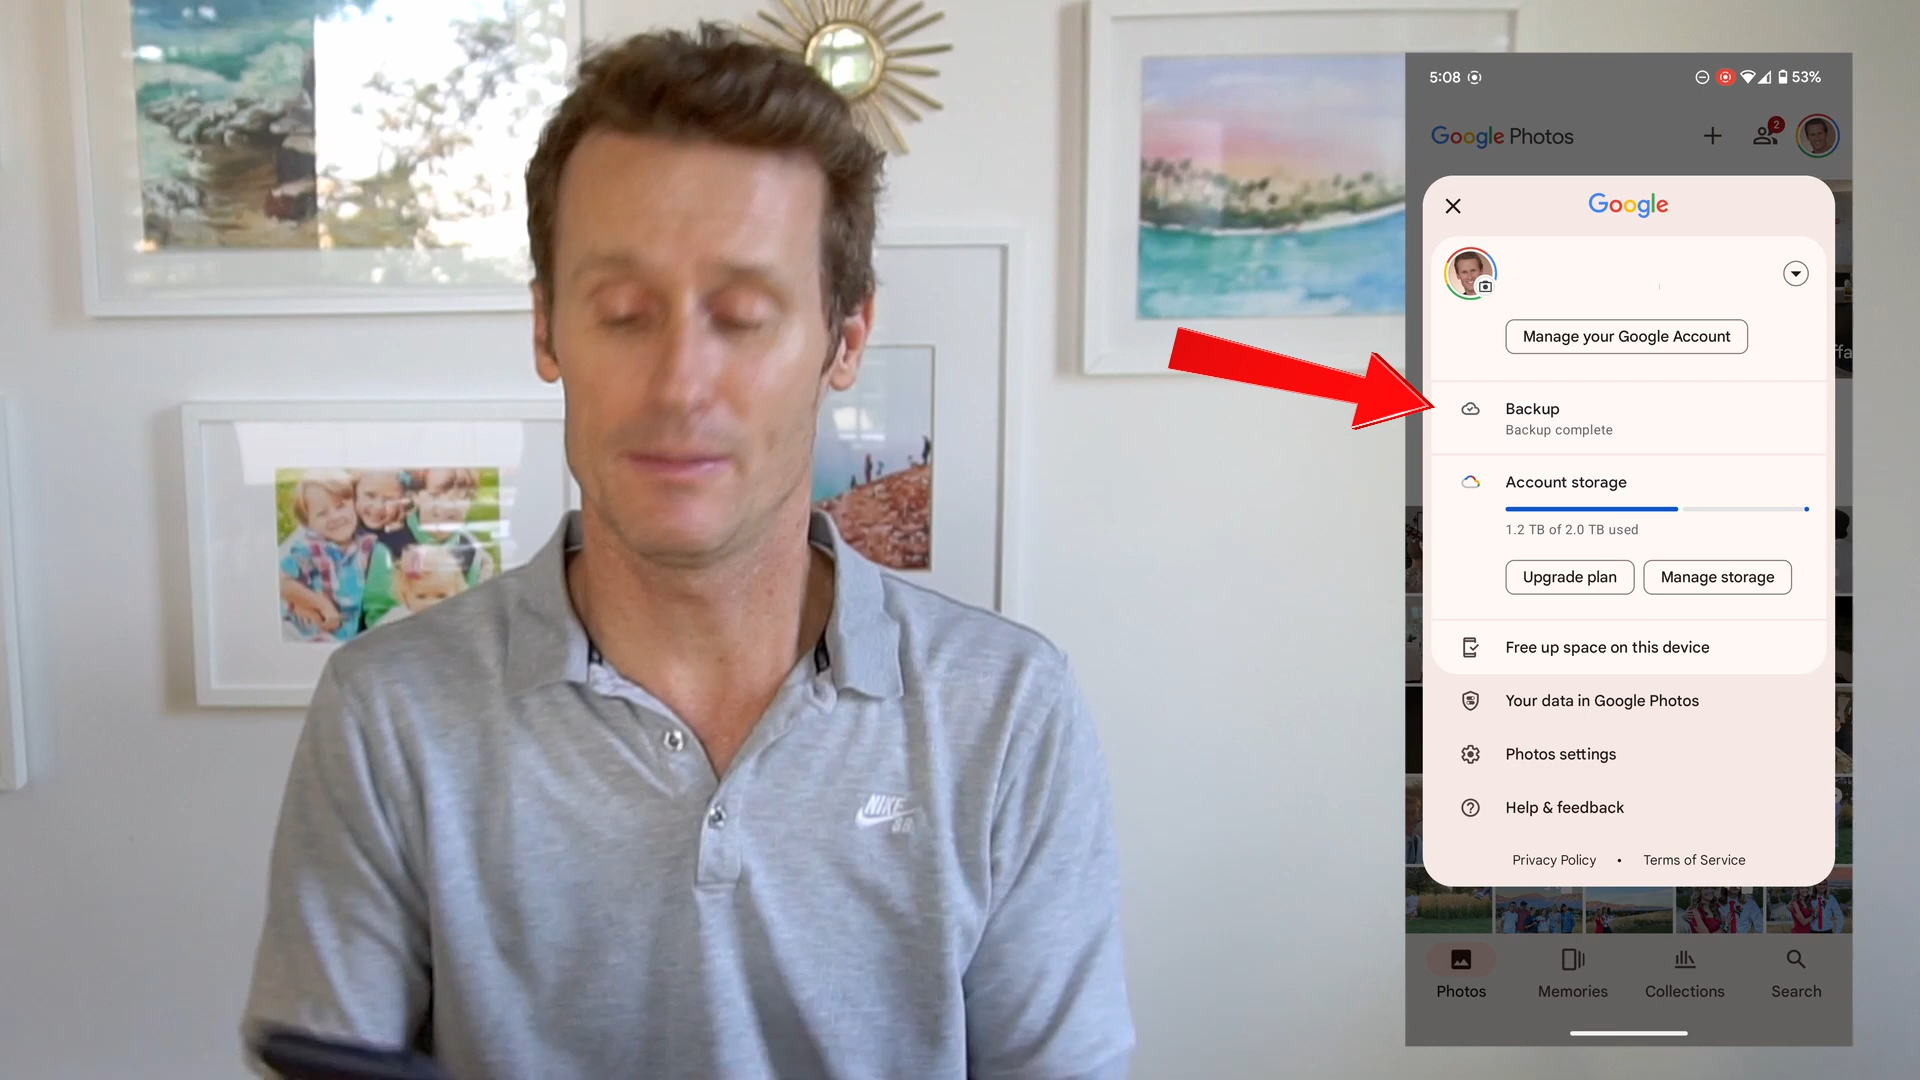 5:08
53%
Google Photos
2
Google
Manage your Google Account
Backup
Backup complete
Account storage
1.2 TB of 2.0 TB used
Upgrade plan
Manage storage
Free up space on this device
Your data in Google Photos
Photos settings
Help & feedback
Privacy Policy • Terms of Service
Photos
Memories
Collections
Search
NIKE
SB